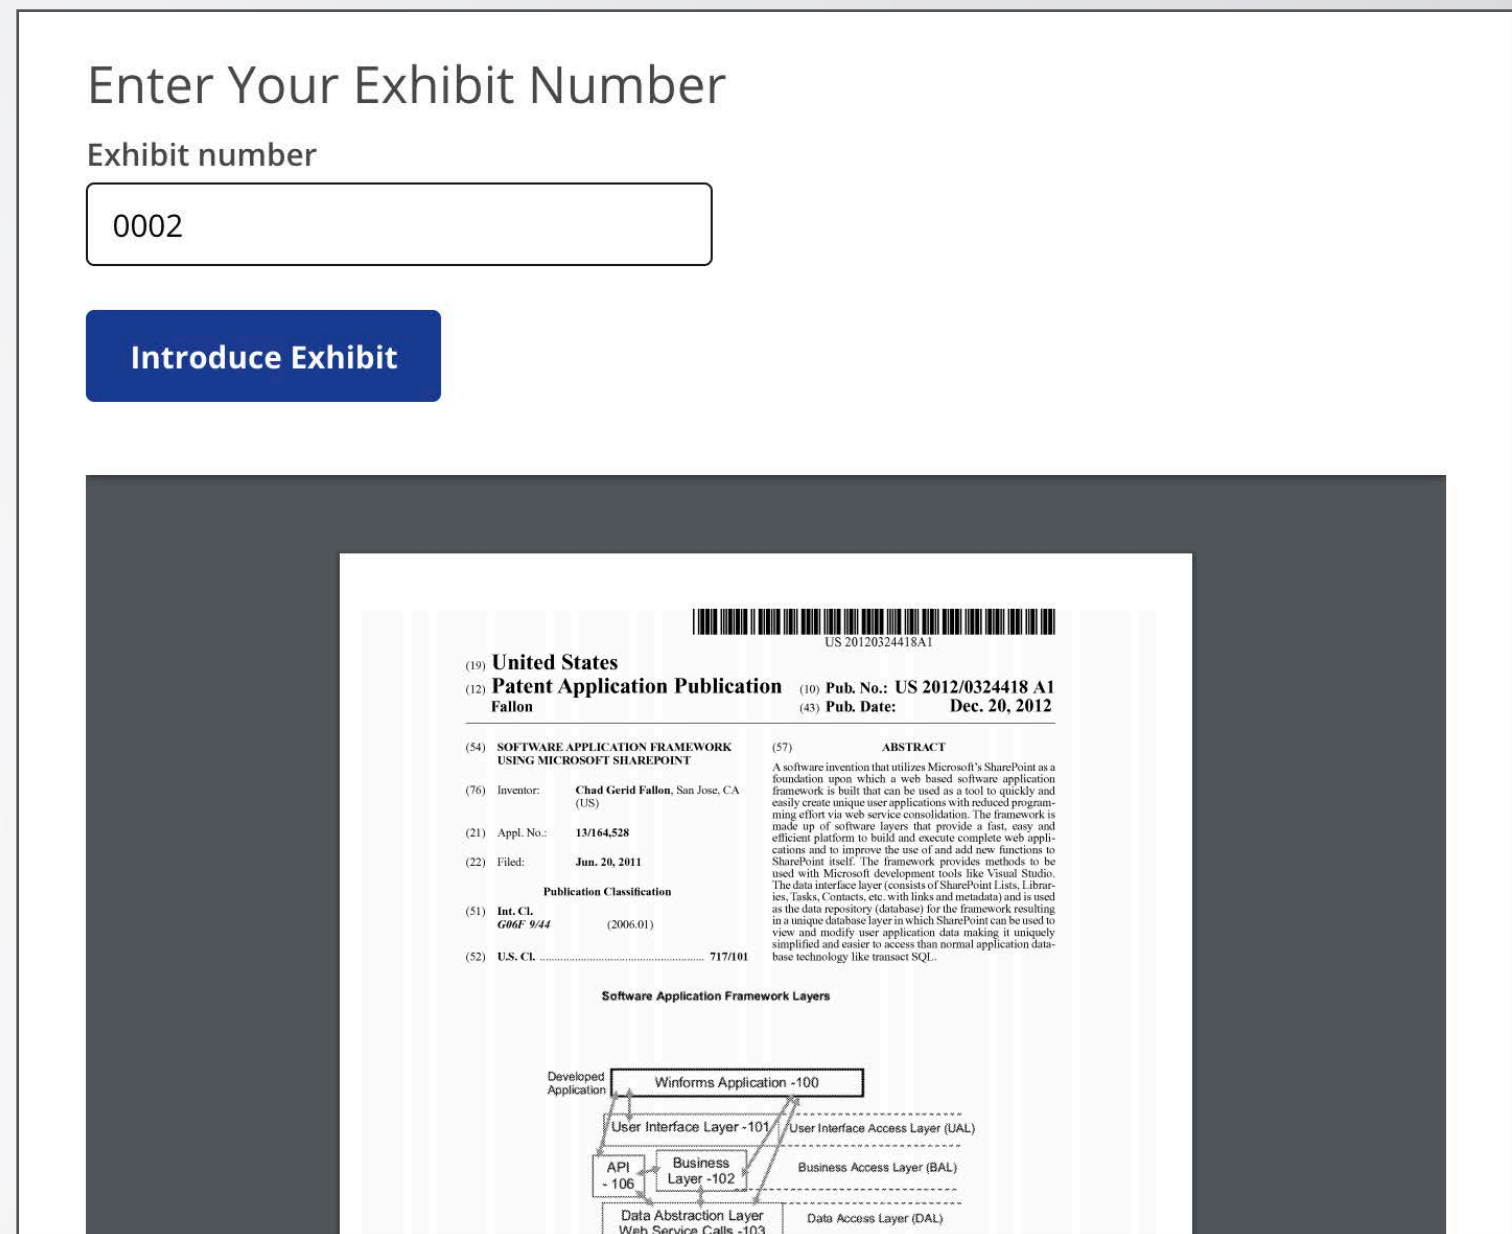 Enter Your Exhibit Number
Exhibit number
0002
Introduce Exhibit
US 20120324418A1
(19) United States
(12) Patent Application Publication
Fallon
(10) Pub. No.: US 2012/0324418 A1
(43) Pub. Date: Dec. 20, 2012
(54) SOFTWARE APPLICATION FRAMEWORK
USING MICROSOFT SHAREPOINT
(76) Inventor: Chad Gerid Fallon, San Jose, CA
(US)
(21) Appl. No.: 13/164,528
(22) Filed: Jun. 20, 2011
Publication Classification
(51) Int. Cl.
G06F 9/44 (2006.01)
(52) U.S. Cl. ........................................................ 717/101
(57) ABSTRACT
A software invention that utilizes Microsoft's SharePoint as a
foundation upon which a web based software application
framework is built that can be used as a tool to quickly and
easily create unique user applications with reduced program-
ming effort via web service consolidation. The framework is
made up of software layers that provide a fast, easy and
efficient platform to build and execute complete web appli-
cations and to improve the use of and add new functions to
SharePoint itself. The framework provides methods to be
used with Microsoft development tools like Visual Studio.
The data interface layer (consists of SharePoint Lists, Librar-
ies, Tasks, Contacts, etc. with links and metadata) and is used
as the data repository (database) for the framework resulting
in a unique database layer in which SharePoint can be used to
view and modify user application data making it uniquely
simplified and easier to access than normal application data-
base technology like transact SQL.
Software Application Framework Layers
Developed
Application
Winforms Application -100
User Interface Layer -101
User Interface Access Layer (UAL)
API
- 106
Business
Layer -102
Business Access Layer (BAL)
Data Abstraction Layer
Web Service Calls -103
Data Access Layer (DAL)